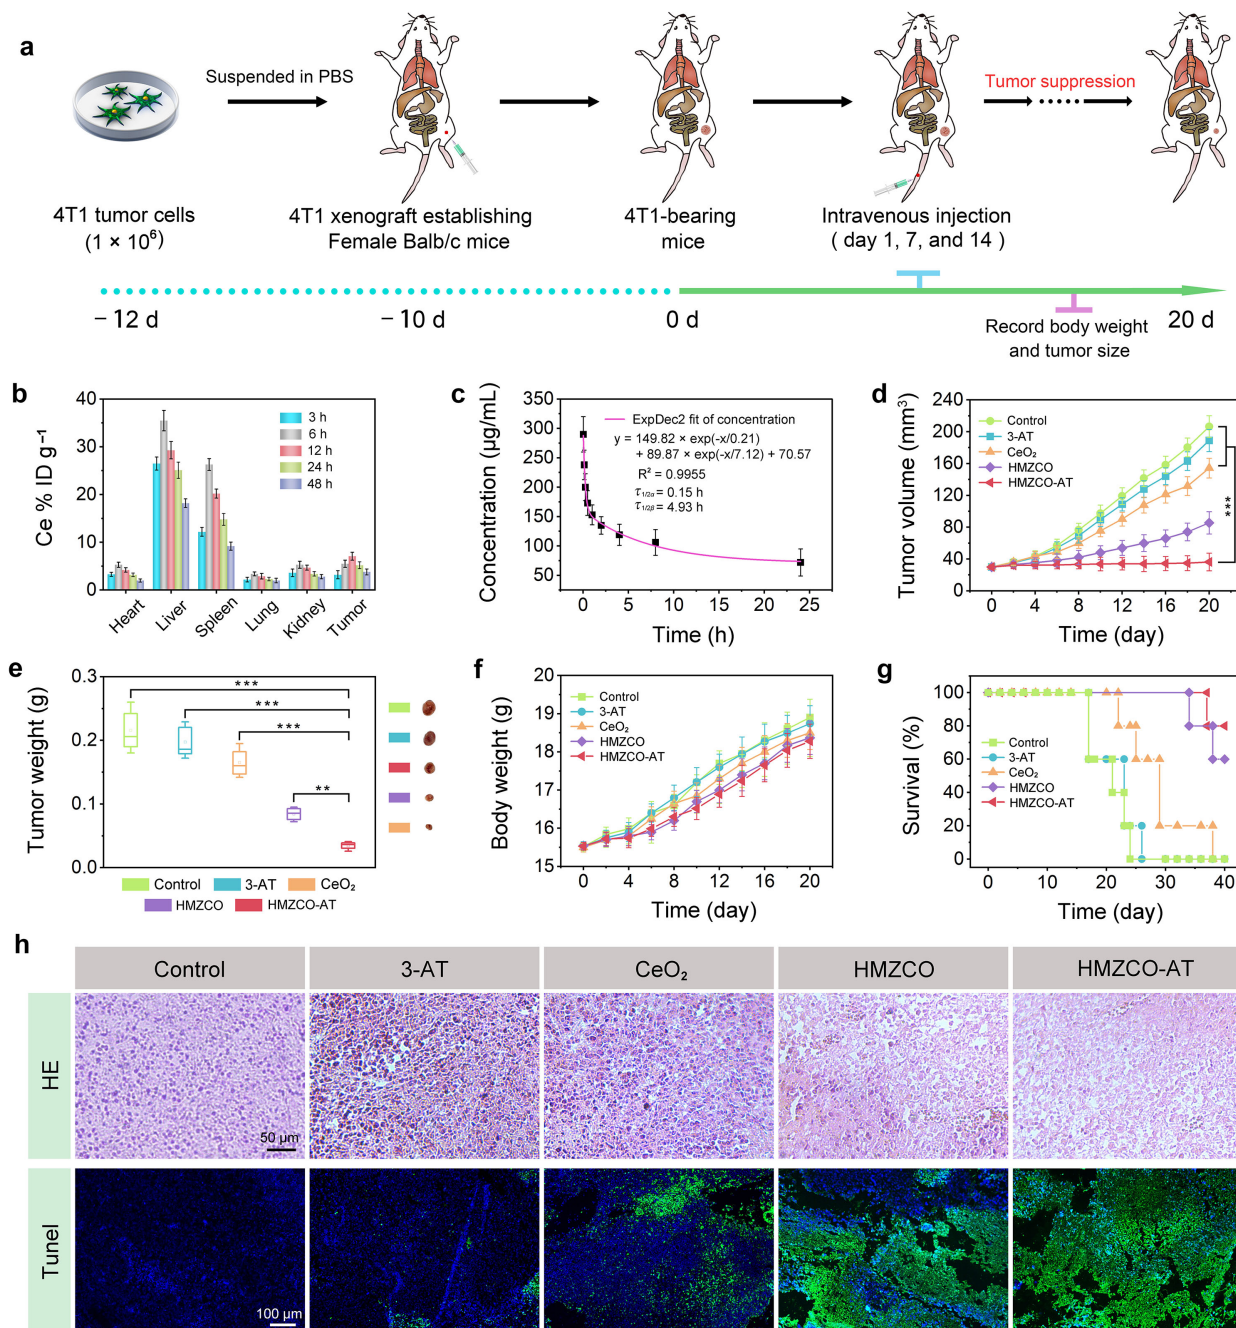 a
Suspended in PBS
Tumor suppression
4T1 tumor cells
(1 × 10⁶)
4T1 xenograft establishing
Female Balb/c mice
4T1-bearing
mice
Intravenous injection
( day 1, 7, and 14 )
− 12 d
− 10 d
0 d
Record body weight
and tumor size
20 d
b
Ce % ID g⁻¹
40
30
20
10
0
3 h
6 h
12 h
24 h
48 h
Heart
Liver
Spleen
Lung
Kidney
Tumor
c
Concentration (µg/mL)
350
300
250
200
150
100
50
ExpDec2 fit of concentration
y = 149.82 × exp(-x/0.21)
+ 89.87 × exp(-x/7.12) + 70.57
R² = 0.9955
τ1/2α = 0.15 h
τ1/2β = 4.93 h
0 5 10 15 20 25
Time (h)
d
Tumor volume (mm³)
240
200
160
120
80
40
0
Control
3-AT
CeO₂
HMZCO
HMZCO-AT
***
0 4 8 12 16 20
Time (day)
e
Tumor weight (g)
0.3
0.2
0.1
0.0
***
***
***
**
Control
3-AT
CeO₂
HMZCO
HMZCO-AT
f
Body weight (g)
20
19
18
17
16
15
Control
3-AT
CeO₂
HMZCO
HMZCO-AT
0 4 8 12 16 20
Time (day)
g
Survival (%)
100
80
60
40
20
0
Control
3-AT
CeO₂
HMZCO
HMZCO-AT
0 10 20 30 40
Time (day)
h
Control
3-AT
CeO₂
HMZCO
HMZCO-AT
HE
50 µm
Tunel
100 µm